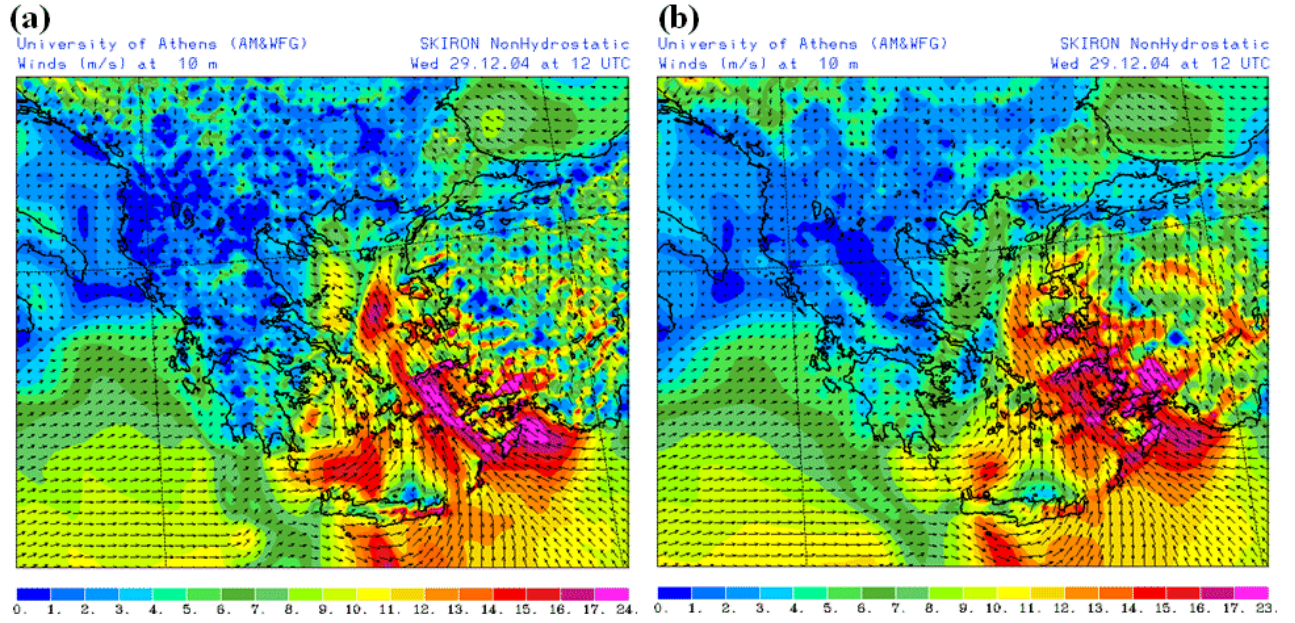 (a)
University of Athens (AM&WFG) SKIRON NonHydrostatic
Winds (m/s) at 10 m Wed 29.12.04 at 12 UTC
0. 1. 2. 3. 4. 5. 6. 7. 8. 9. 10. 11. 12. 13. 14. 15. 16. 17. 24.
(b)
University of Athens (AM&WFG) SKIRON NonHydrostatic
Winds (m/s) at 10 m Wed 29.12.04 at 12 UTC
0. 1. 2. 3. 4. 5. 6. 7. 8. 9. 10. 11. 12. 13. 14. 15. 16. 17. 23.